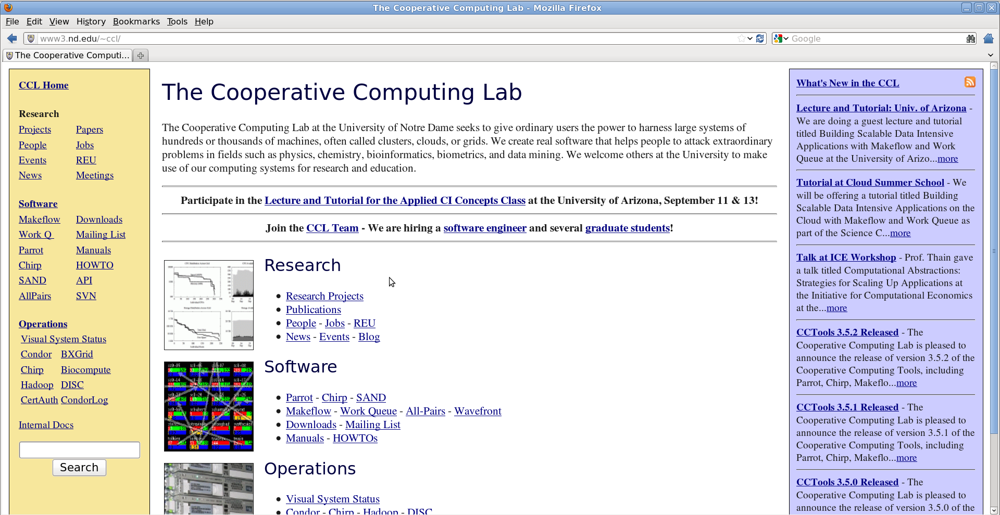 The Cooperative Computing Lab - Mozilla Firefox
File Edit View History Bookmarks Tools Help
www3.nd.edu/~ccl/
Google
The Cooperative Computi...
CCL Home
Research
Projects Papers
People Jobs
Events REU
News Meetings
Software
Makeflow Downloads
Work Q Mailing List
Parrot Manuals
Chirp HOWTO
SAND API
AllPairs SVN
Operations
Visual System Status
Condor BXGrid
Chirp Biocompute
Hadoop DISC
CertAuth CondorLog
Internal Docs
Search
The Cooperative Computing Lab
The Cooperative Computing Lab at the University of Notre Dame seeks to give ordinary users the power to harness large systems of
hundreds or thousands of machines, often called clusters, clouds, or grids. We create real software that helps people to attack extraordinary
problems in fields such as physics, chemistry, bioinformatics, biometrics, and data mining. We welcome others at the University to make
use of our computing systems for research and education.
Participate in the Lecture and Tutorial for the Applied CI Concepts Class at the University of Arizona, September 11 & 13!
Join the CCL Team - We are hiring a software engineer and several graduate students!
Research
• Research Projects
• Publications
• People - Jobs - REU
• News - Events - Blog
Software
• Parrot - Chirp - SAND
• Makeflow - Work Queue - All-Pairs - Wavefront
• Downloads - Mailing List
• Manuals - HOWTOs
Operations
• Visual System Status
• Condor - Chirp - Hadoop - DISC
What's New in the CCL
Lecture and Tutorial: Univ. of Arizona -
We are doing a guest lecture and tutorial
titled Building Scalable Data Intensive
Applications with Makeflow and Work
Queue at the University of Arizo...more
Tutorial at Cloud Summer School - We
will be offering a tutorial titled Building
Scalable Data Intensive Applications on the
Cloud with Makeflow and Work Queue as
part of the Science C...more
Talk at ICE Workshop - Prof. Thain gave
a talk titled Computational Abstractions:
Strategies for Scaling Up Applications at
the Initiative for Computational Economics
at the...more
CCTools 3.5.2 Released - The
Cooperative Computing Lab is pleased to
announce the release of version 3.5.2 of the
Cooperative Computing Tools, including
Parrot, Chirp, Makeflo...more
CCTools 3.5.1 Released - The
Cooperative Computing Lab is pleased to
announce the release of version 3.5.1 of the
Cooperative Computing Tools, including
Parrot, Chirp, Makeflo...more
CCTools 3.5.0 Released - The
Cooperative Computing Lab is pleased to
announce the release of version 3.5.0 of the